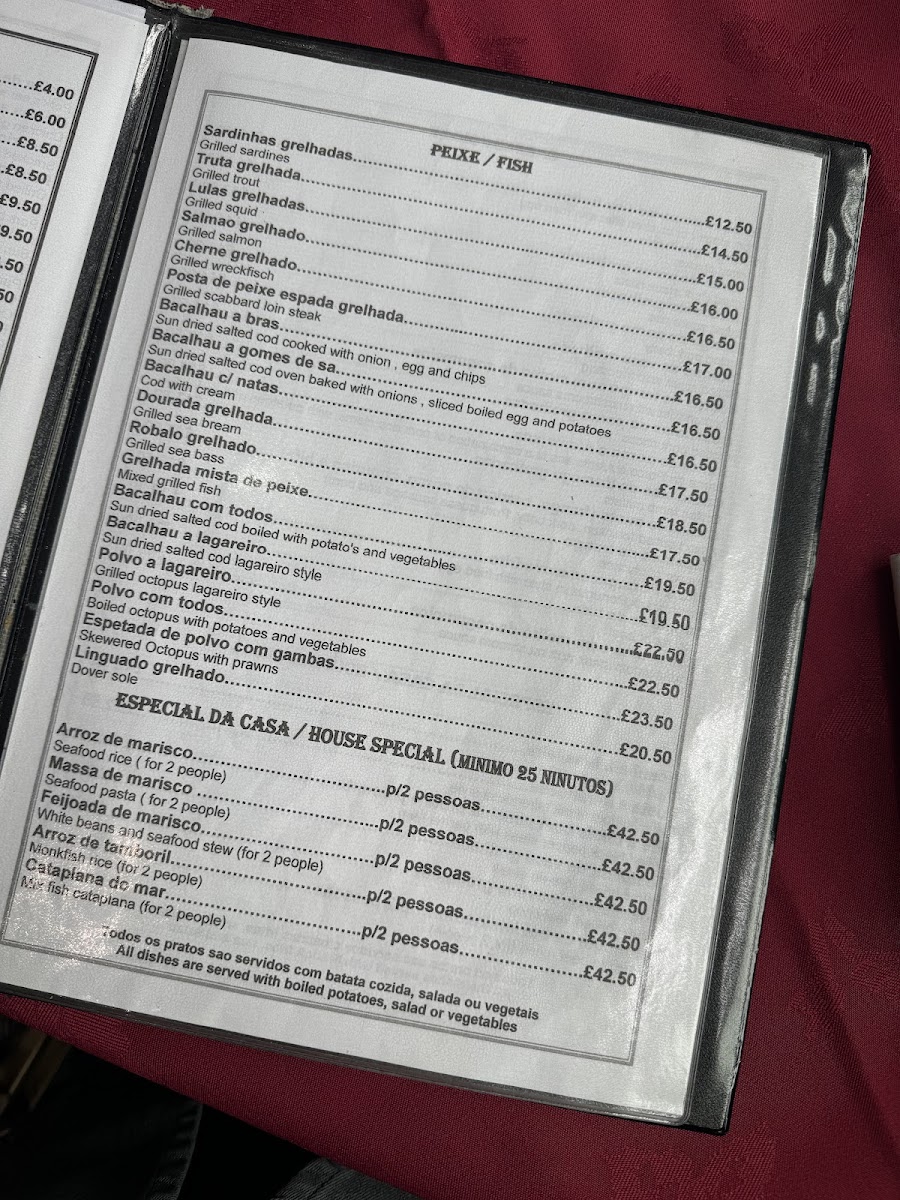 £4.00
£6.00
£8.50
£8.50
£9.50
9.50
.50
50
PEIXE / FISH
Sardinhas grelhadas....................£12.50
Grilled sardines
Truta grelhada....................£14.50
Grilled trout
Lulas grelhadas....................£15.00
Grilled squid
Salmao grelhado....................£16.00
Grilled salmon
Cherne grelhado....................£16.50
Grilled wreckfisch
Posta de peixe espada grelhada....................£17.00
Grilled scabbard loin steak
Bacalhau a bras....................£16.50
Sun dried salted cod cooked with onion , egg and chips
Bacalhau a gomes de sa....................£16.50
Sun dried salted cod oven baked with onions , sliced boiled egg and potatoes
Bacalhau c/ natas....................£16.50
Cod with cream
Dourada grelhada....................£17.50
Grilled sea bream
Robalo grelhado....................£18.50
Grilled sea bass
Grelhada mista de peixe....................£17.50
Mixed grilled fish
Bacalhau com todos....................£19.50
Sun dried salted cod boiled with potato's and vegetables
Bacalhau a lagareiro....................£19.50
Sun dried salted cod lagareiro style
Polvo a lagareiro....................£22.50
Grilled octopus lagareiro style
Polvo com todos....................£22.50
Boiled octopus with potatoes and vegetables
Espetada de polvo com gambas....................£23.50
Skewered Octopus with prawns
Linguado grelhado....................£20.50
Dover sole
ESPECIAL DA CASA / HOUSE SPECIAL (MINIMO 25 NINUTOS)
Arroz de marisco....................p/2 pessoas....................£42.50
Seafood rice ( for 2 people)
Massa de marisco ....................p/2 pessoas....................£42.50
Seafood pasta ( for 2 people)
Feijoada de marisco....................p/2 pessoas....................£42.50
White beans and seafood stew (for 2 people)
Arroz de tamboril....................p/2 pessoas....................£42.50
Monkfish rice (for 2 people)
Cataplana do mar....................p/2 pessoas....................£42.50
Mix fish cataplana (for 2 people)
Todos os pratos sao servidos com batata cozida, salada ou vegetais
All dishes are served with boiled potatoes, salad or vegetables